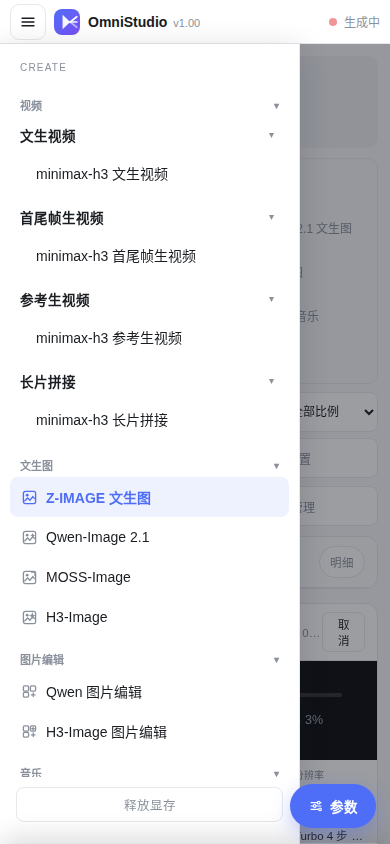 OmniStudio v1.00
生成中
CREATE
视频
文生视频
minimax-h3 文生视频
首尾帧生视频
minimax-h3 首尾帧生视频
参考生视频
minimax-h3 参考生视频
长片拼接
minimax-h3 长片拼接
文生图
Z-IMAGE 文生图
Qwen-Image 2.1
MOSS-Image
H3-Image
图片编辑
Qwen 图片编辑
H3-Image 图片编辑
音乐
释放显存
2.1 文生图
音乐
全部比例
置
管理
明细
0...
取消
3%
分辨率
参数
urbo 4 步 ...